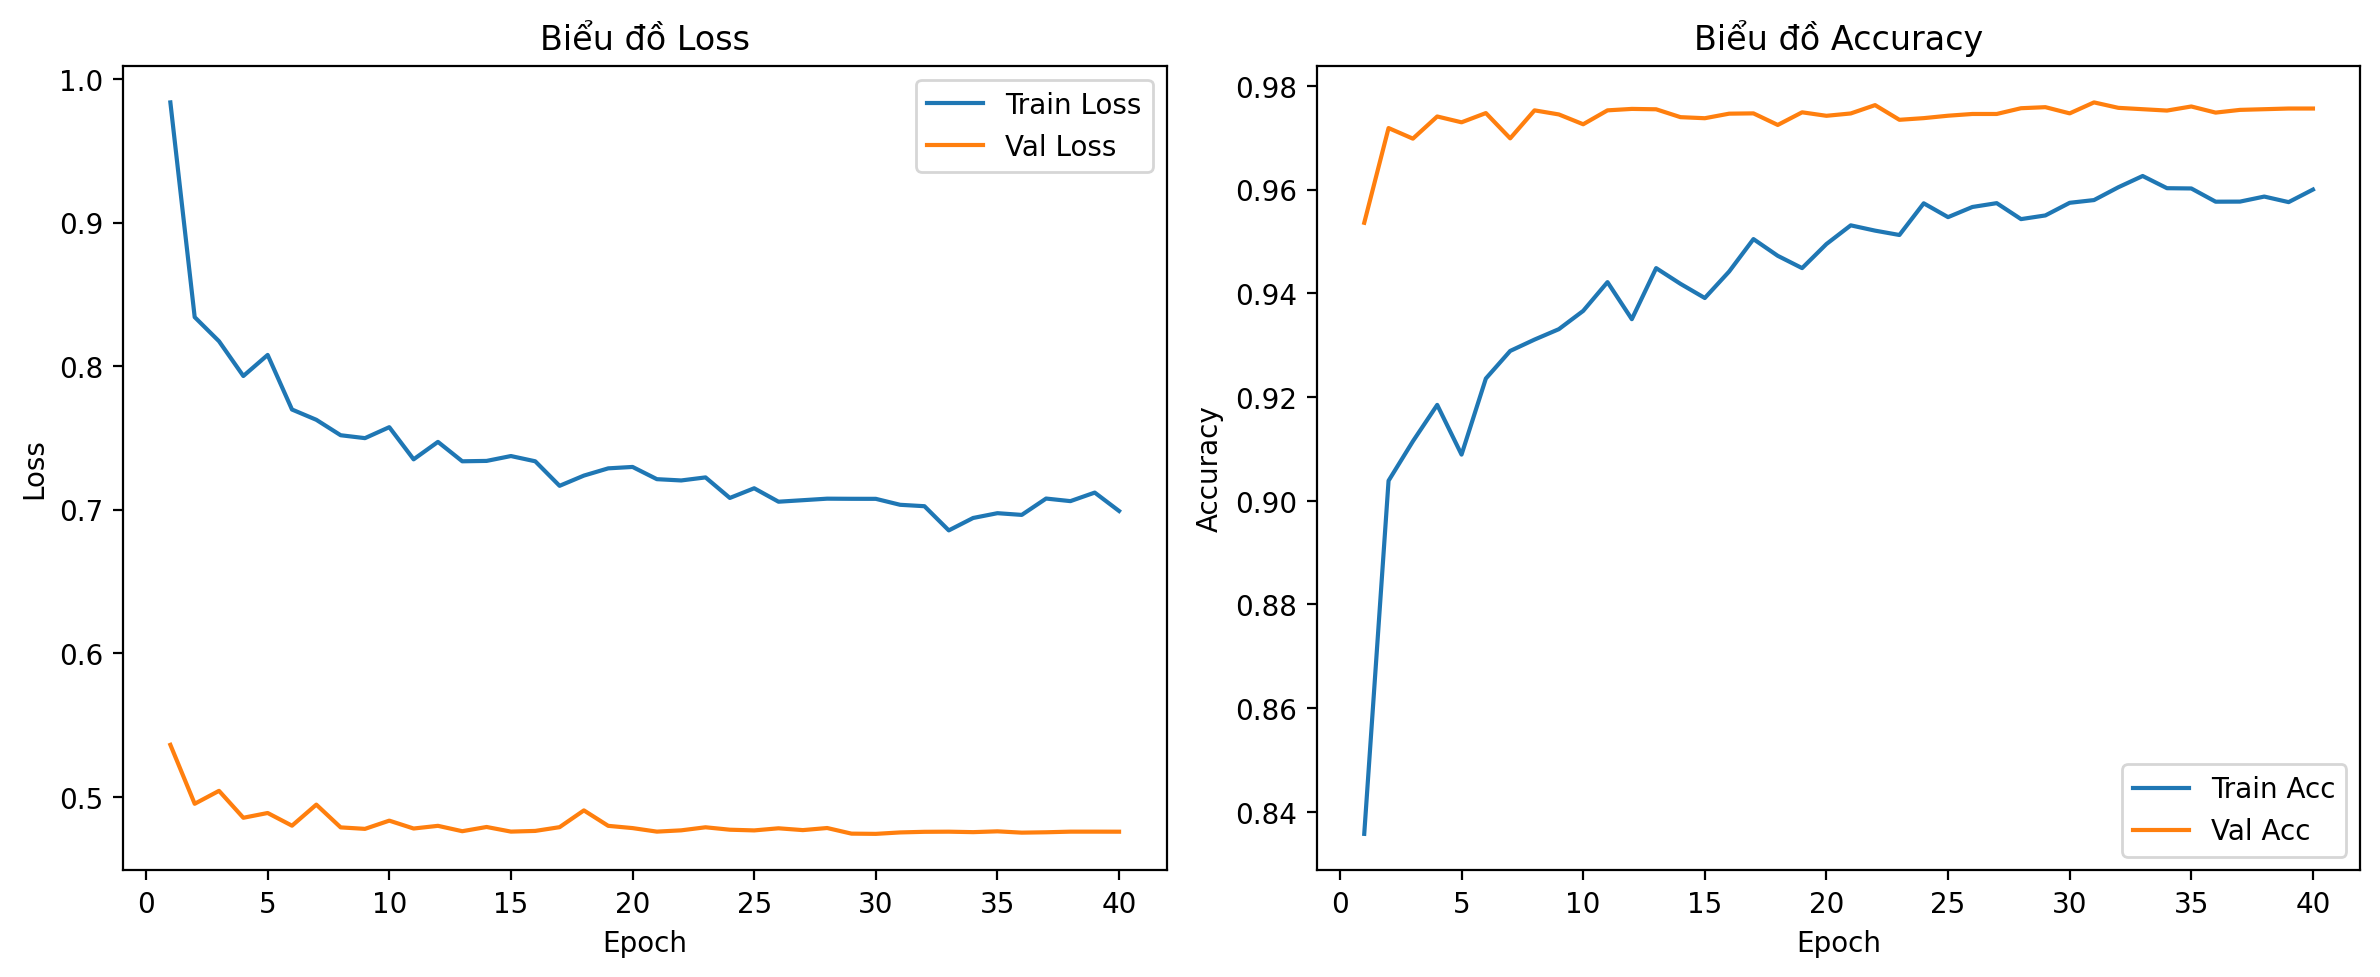 Biểu đồ Loss
1.0
0.9
0.8
0.7
0.6
0.5
Loss
Train Loss
Val Loss
0 5 10 15 20 25 30 35 40
Epoch
Biểu đồ Accuracy
0.98
0.96
0.94
0.92
0.90
0.88
0.86
0.84
Accuracy
Train Acc
Val Acc
0 5 10 15 20 25 30 35 40
Epoch